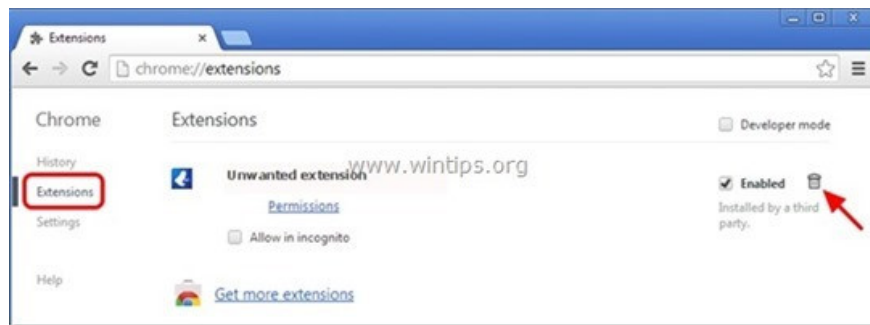 Extensions
chrome://extensions
Chrome
Extensions
Developer mode
History
Extensions
Settings
Help
Unwanted extension
www.wintips.org
Permissions
Allow in incognito
Enabled
Installed by a third
party.
Get more extensions